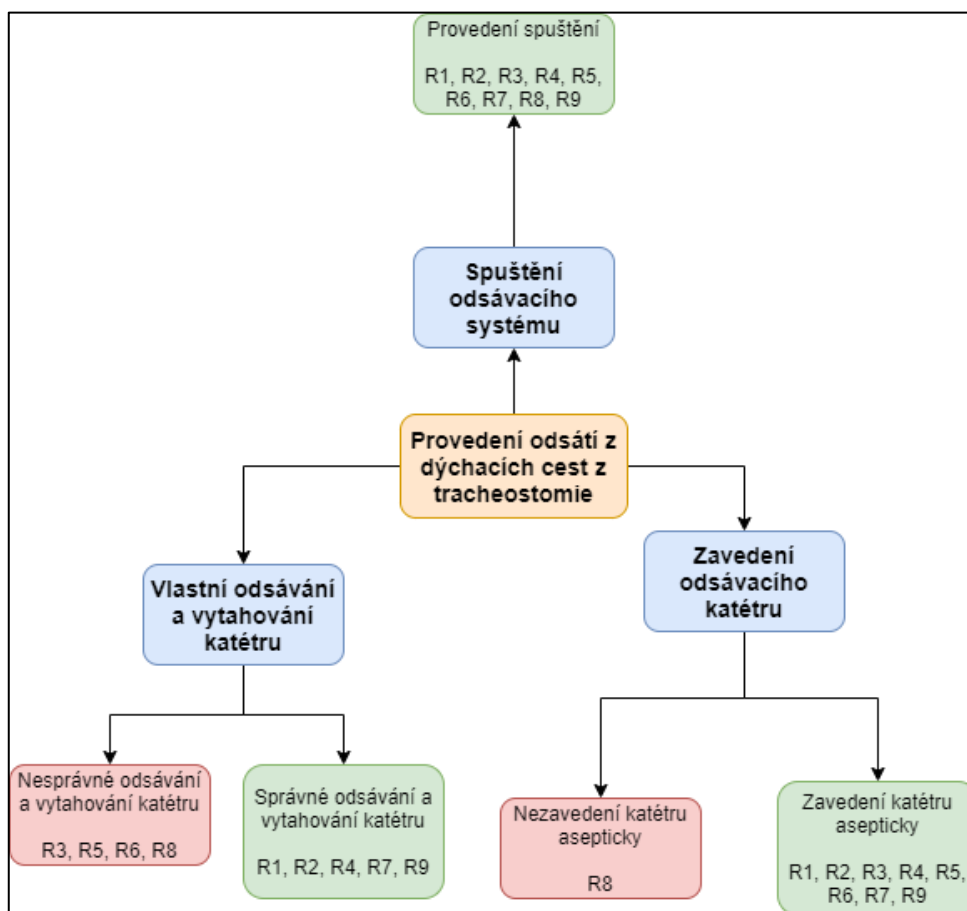 Provedení spuštění
R1, R2, R3, R4, R5,
R6, R7, R8, R9
Spuštění
odsávacího
systému
Provedení odsátí z
dýchacích cest z
tracheostomie
Vlastní odsávání
a vytahování
katétru
Zavedení
odsávacího
katétru
Nesprávné odsávání
a vytahování katétru
R3, R5, R6, R8
Správné odsávání a
vytahování katétru
R1, R2, R4, R7, R9
Nezavedení katétru
asepticky
R8
Zavedení katétru
asepticky
R1, R2, R3, R4, R5,
R6, R7, R9